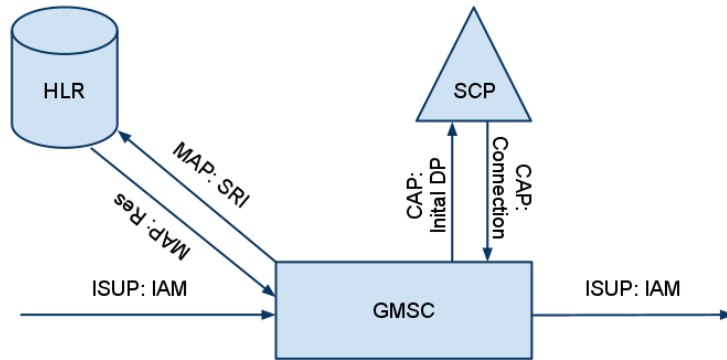 HLR
SCP
MAP: SRI
MAP: Res
CAP:
Inital DP
CAP:
Connection
ISUP: IAM
GMSC
ISUP: IAM